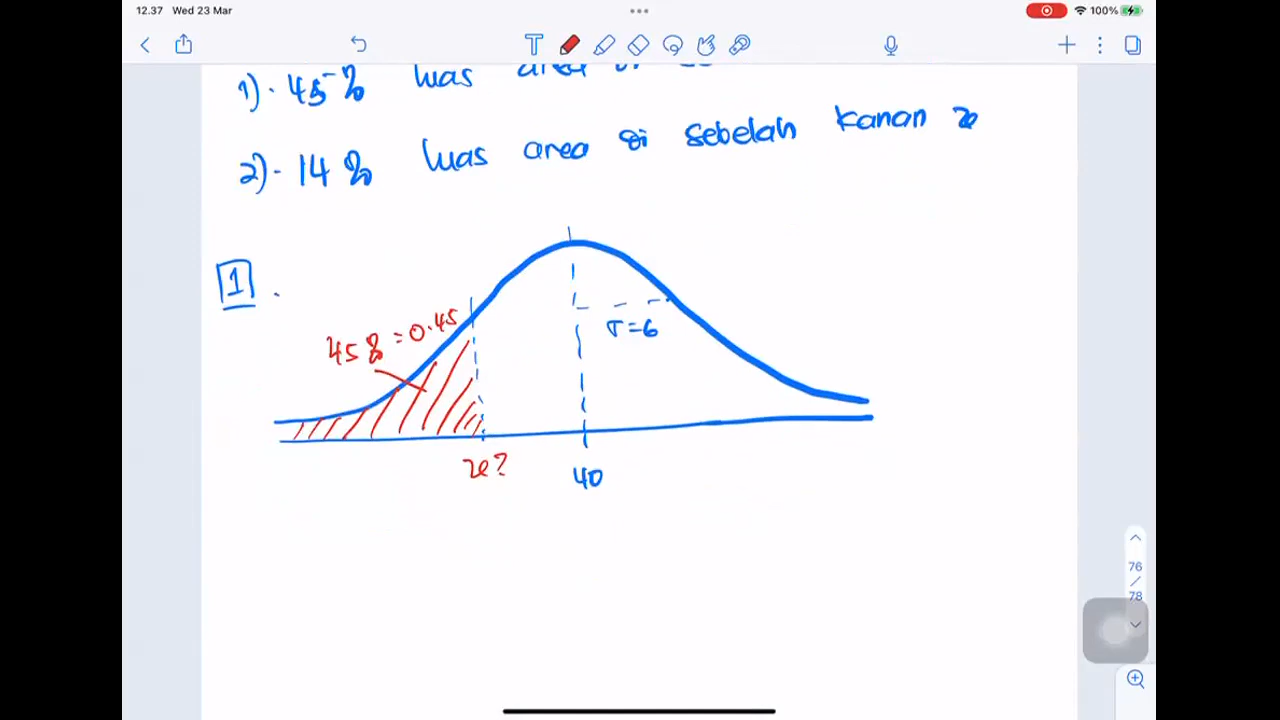 12.37 Wed 23 Mar
100%
1). 45% luas area
2). 14% luas area di sebelah kanan x
1
45% = 0.45
σ=6
x?
40
76
/
78